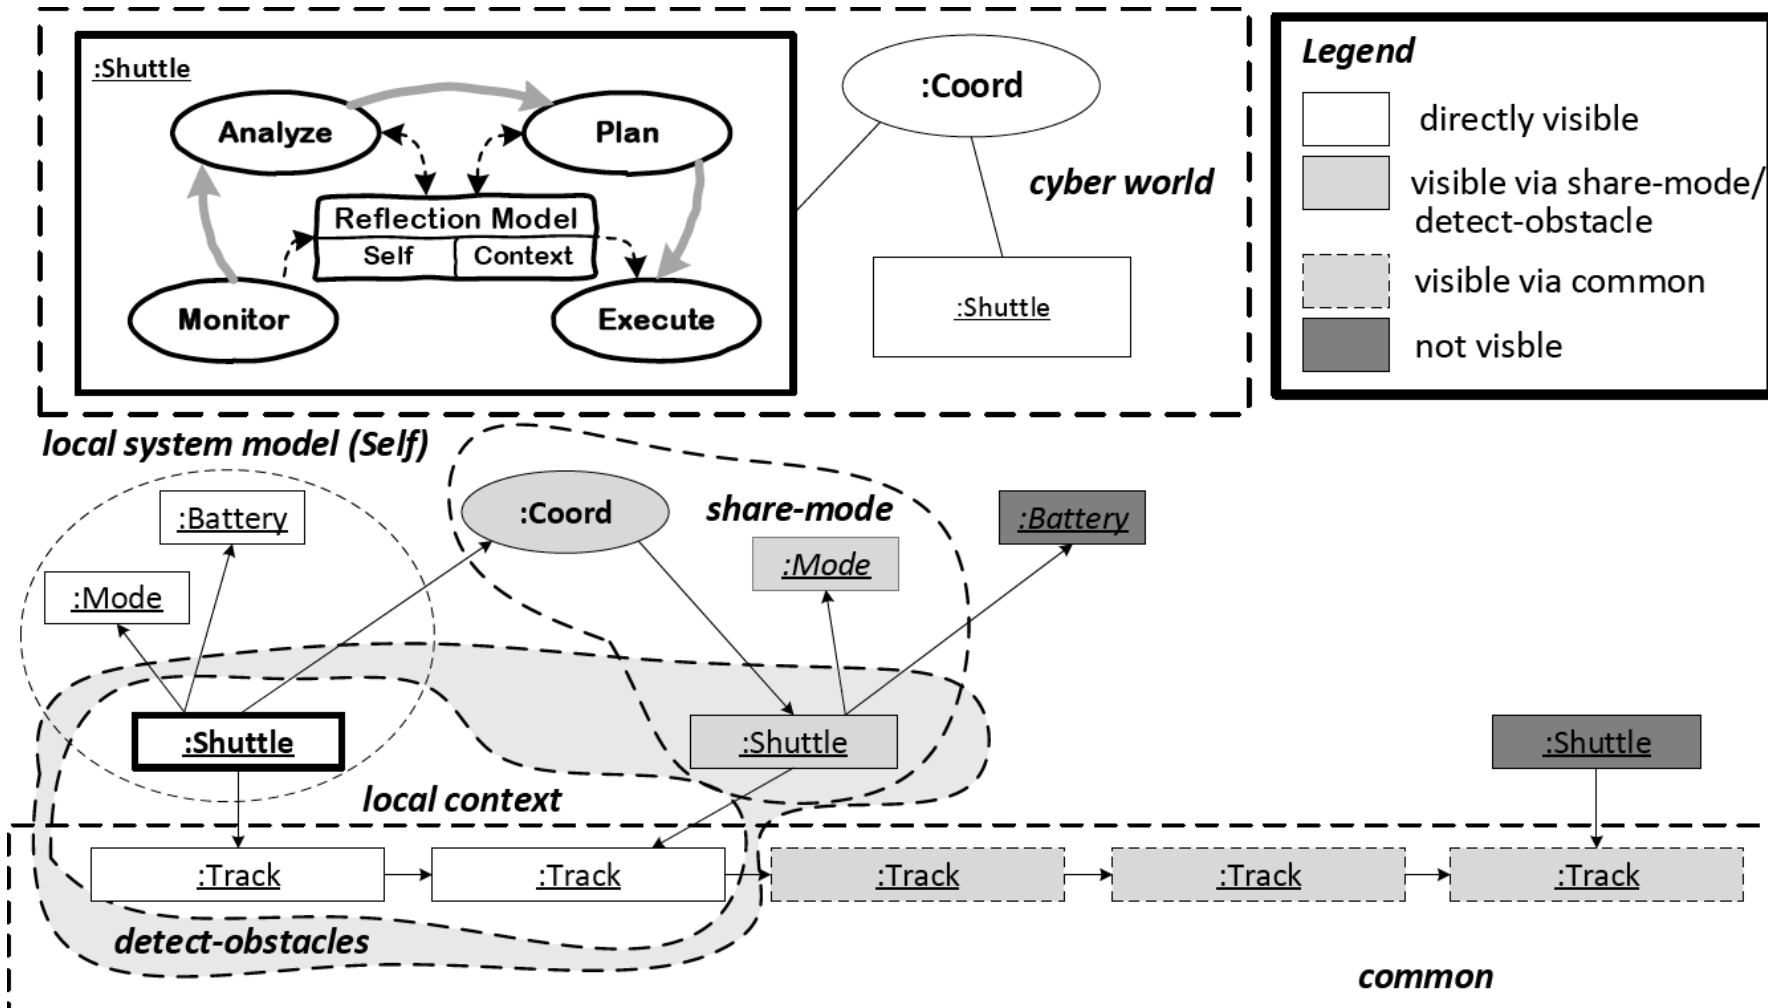 :Shuttle
Analyze
Plan
Reflection Model
Self
Context
Monitor
Execute
:Coord
cyber world
:Shuttle
Legend
directly visible
visible via share-mode/
detect-obstacle
visible via common
not visble
local system model (Self)
:Battery
:Mode
:Coord
share-mode
:Mode
:Battery
:Shuttle
:Shuttle
:Shuttle
local context
:Track
:Track
:Track
:Track
:Track
detect-obstacles
common